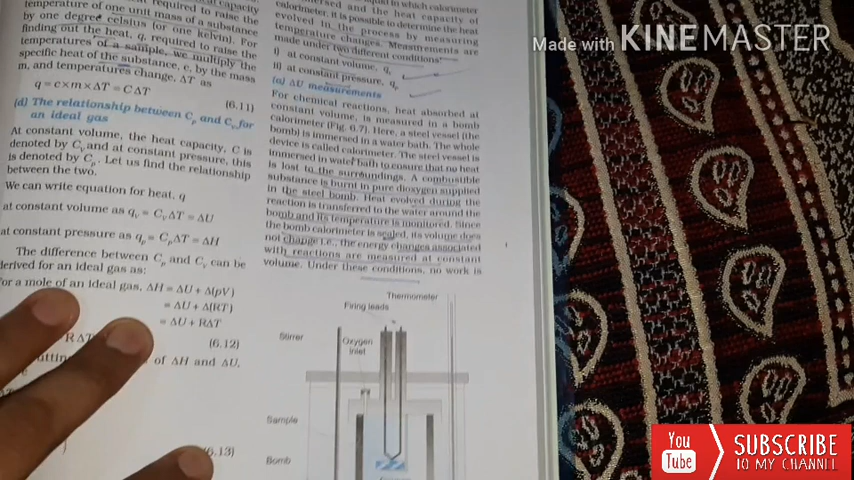 required to raise the
temperature of one unit mass of a substance
by one degree celsius (or one kelvin). For
finding out the heat, q, required to raise the
temperatures of a sample, we multiply the
specific heat of the substance, c, by the mass
m, and temperatures change, ΔT as
q = c×m×ΔT = C ΔT
(6.11)
(d) The relationship between Cp and CV for
an ideal gas
At constant volume, the heat capacity, C is
denoted by CV and at constant pressure, this
is denoted by Cp. Let us find the relationship
between the two.
We can write equation for heat, q
at constant volume as qV = CV ΔT = ΔU
at constant pressure as qp = Cp ΔT = ΔH
The difference between Cp and CV can be
derived for an ideal gas as:
For a mole of an ideal gas, ΔH = ΔU + Δ(pV)
= ΔU + Δ(RT)
= ΔU + RΔT
(6.12)
of ΔH and ΔU,
6.13)
and the heat capacity of
calorimeter, it is possible to determine the heat
evolved in the process by measuring
temperature changes. Measurements are
made under two different conditions:
i) at constant volume, qV
ii) at constant pressure, qp
(a) ΔU measurements
For chemical reactions, heat absorbed at
constant volume, is measured in a bomb
calorimeter (Fig. 6.7). Here, a steel vessel (the
bomb) is immersed in a water bath. The whole
device is called calorimeter. The steel vessel is
immersed in water bath to ensure that no heat
is lost to the surroundings. A combustible
substance is burnt in pure dioxygen supplied
in the steel bomb. Heat evolved during the
reaction is transferred to the water around the
bomb and its temperature is monitored. Since
the bomb calorimeter is sealed, its volume does
not change i.e., the energy changes associated
with reactions are measured at constant
volume. Under these conditions, no work is
Thermometer
Firing leads
Stirrer
Oxygen
inlet
Sample
Bomb
Made with KINEMASTER
You
Tube
SUBSCRIBE
TO MY CHANNEL